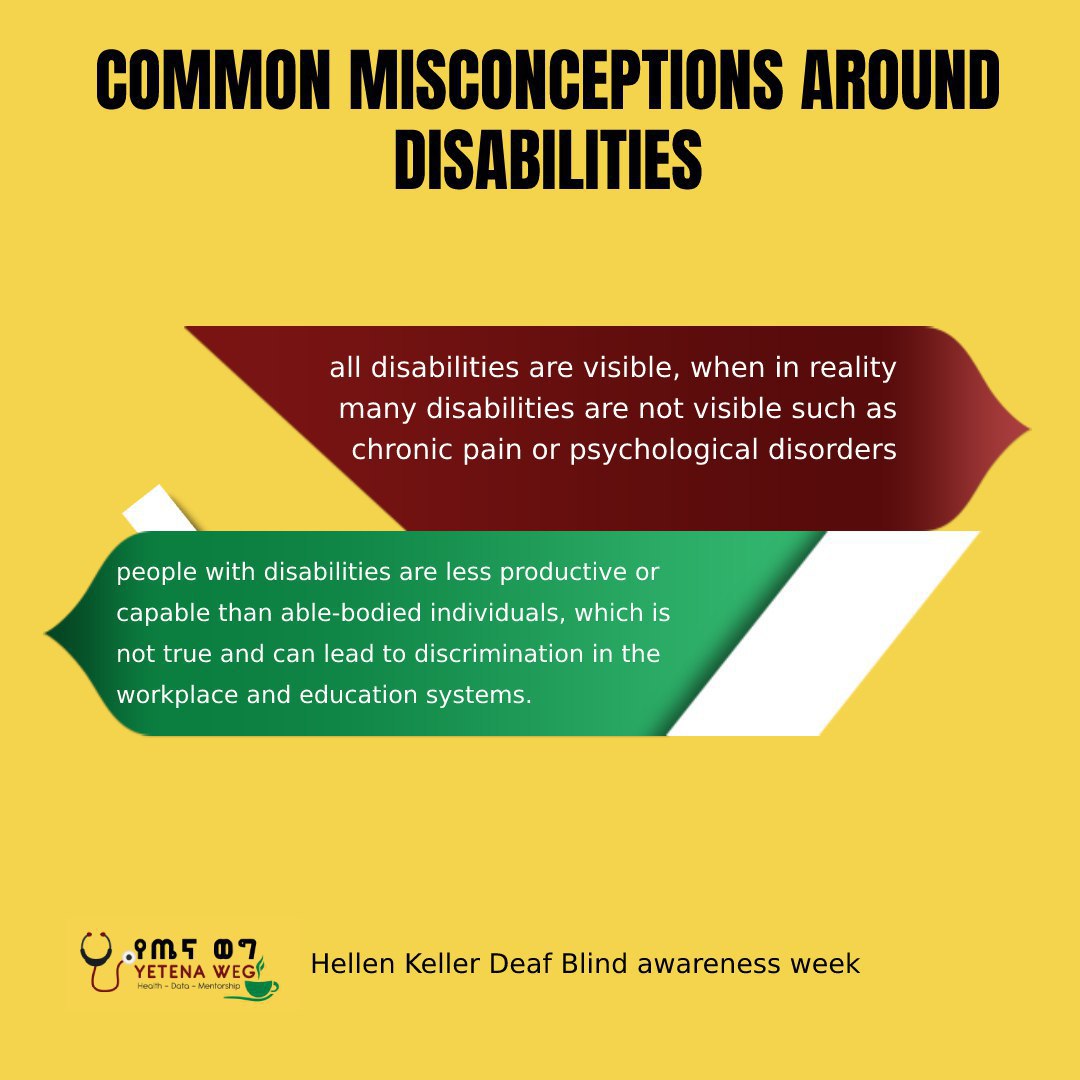 COMMON MISCONCEPTIONS AROUND
DISABILITIES
all disabilities are visible, when in reality
many disabilities are not visible such as
chronic pain or psychological disorders
people with disabilities are less productive or
capable than able-bodied individuals, which is
not true and can lead to discrimination in the
workplace and education systems.
የጤና ወግ
YETENA WEG
Health – Data – Mentorship
Hellen Keller Deaf Blind awareness week